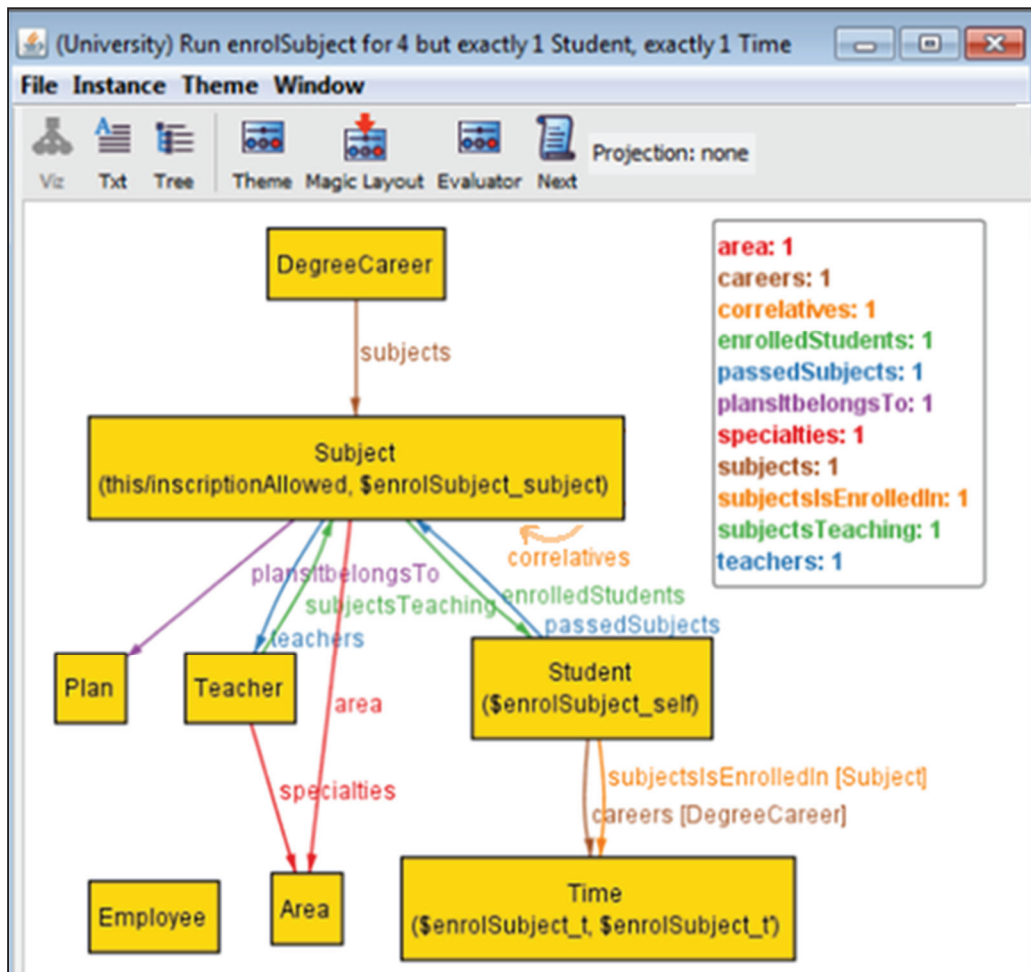 (University) Run enrolSubject for 4 but exactly 1 Student, exactly 1 Time
File Instance Theme Window
Viz Txt Tree Theme Magic Layout Evaluator Next Projection: none
DegreeCareer
subjects
Subject
(this/inscriptionAllowed, $enrolSubject_subject)
correlatives
plansItbelongsTo
subjectsTeaching
teachers
enrolledStudents
passedSubjects
area
Plan
Teacher
Student
($enrolSubject_self)
specialties
subjectsIsEnrolledIn [Subject]
careers [DegreeCareer]
Employee
Area
Time
($enrolSubject_t, $enrolSubject_t')
area: 1
careers: 1
correlatives: 1
enrolledStudents: 1
passedSubjects: 1
plansItbelongsTo: 1
specialties: 1
subjects: 1
subjectsIsEnrolledIn: 1
subjectsTeaching: 1
teachers: 1